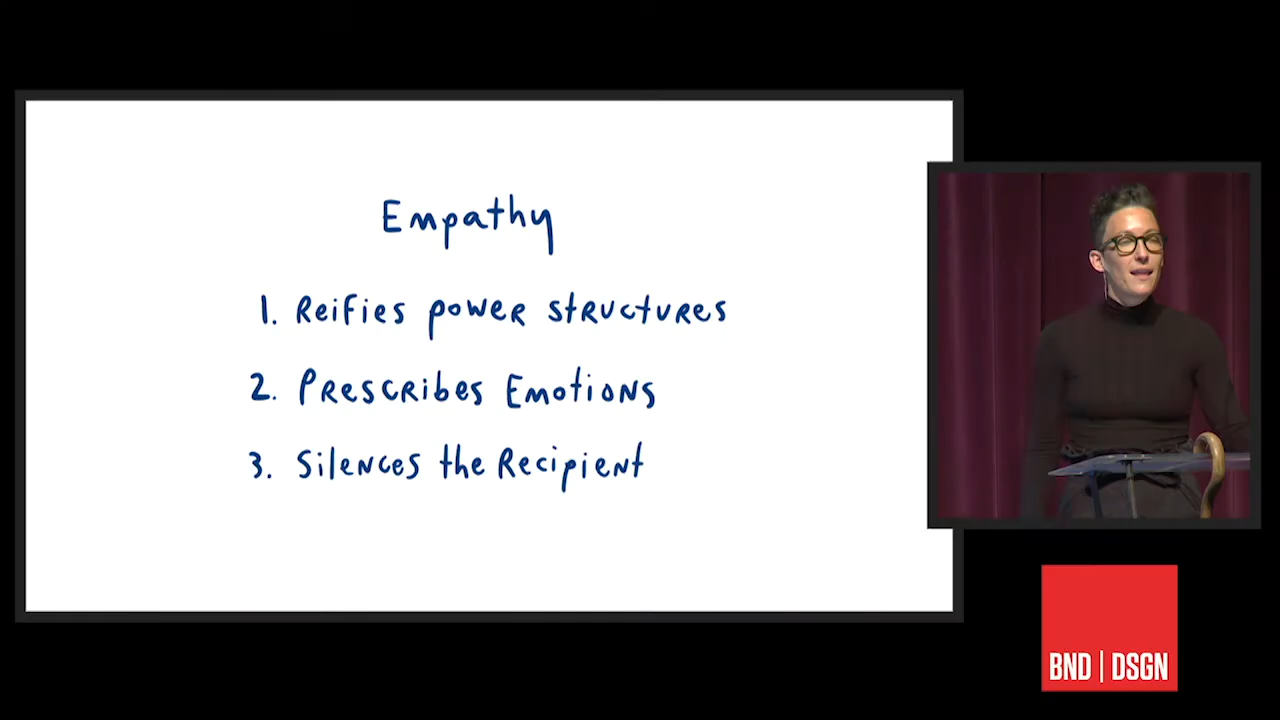 Empathy
1. Reifies power structures
2. Prescribes Emotions
3. Silences the Recipient
BND | DSGN